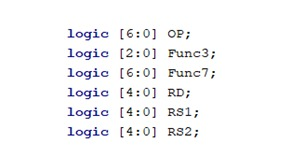 logic [6:0] OP;
logic [2:0] Func3;
logic [6:0] Func7;
logic [4:0] RD;
logic [4:0] RS1;
logic [4:0] RS2;